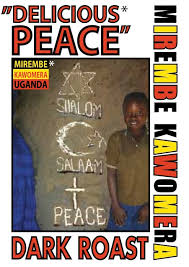 "DELICIOUS*
PEACE"
MIREMBE*
KAWOMERA
UGANDA
SHALOM
SALAAM
PEACE
DARK ROAST
MIREMBE KAWOMERA